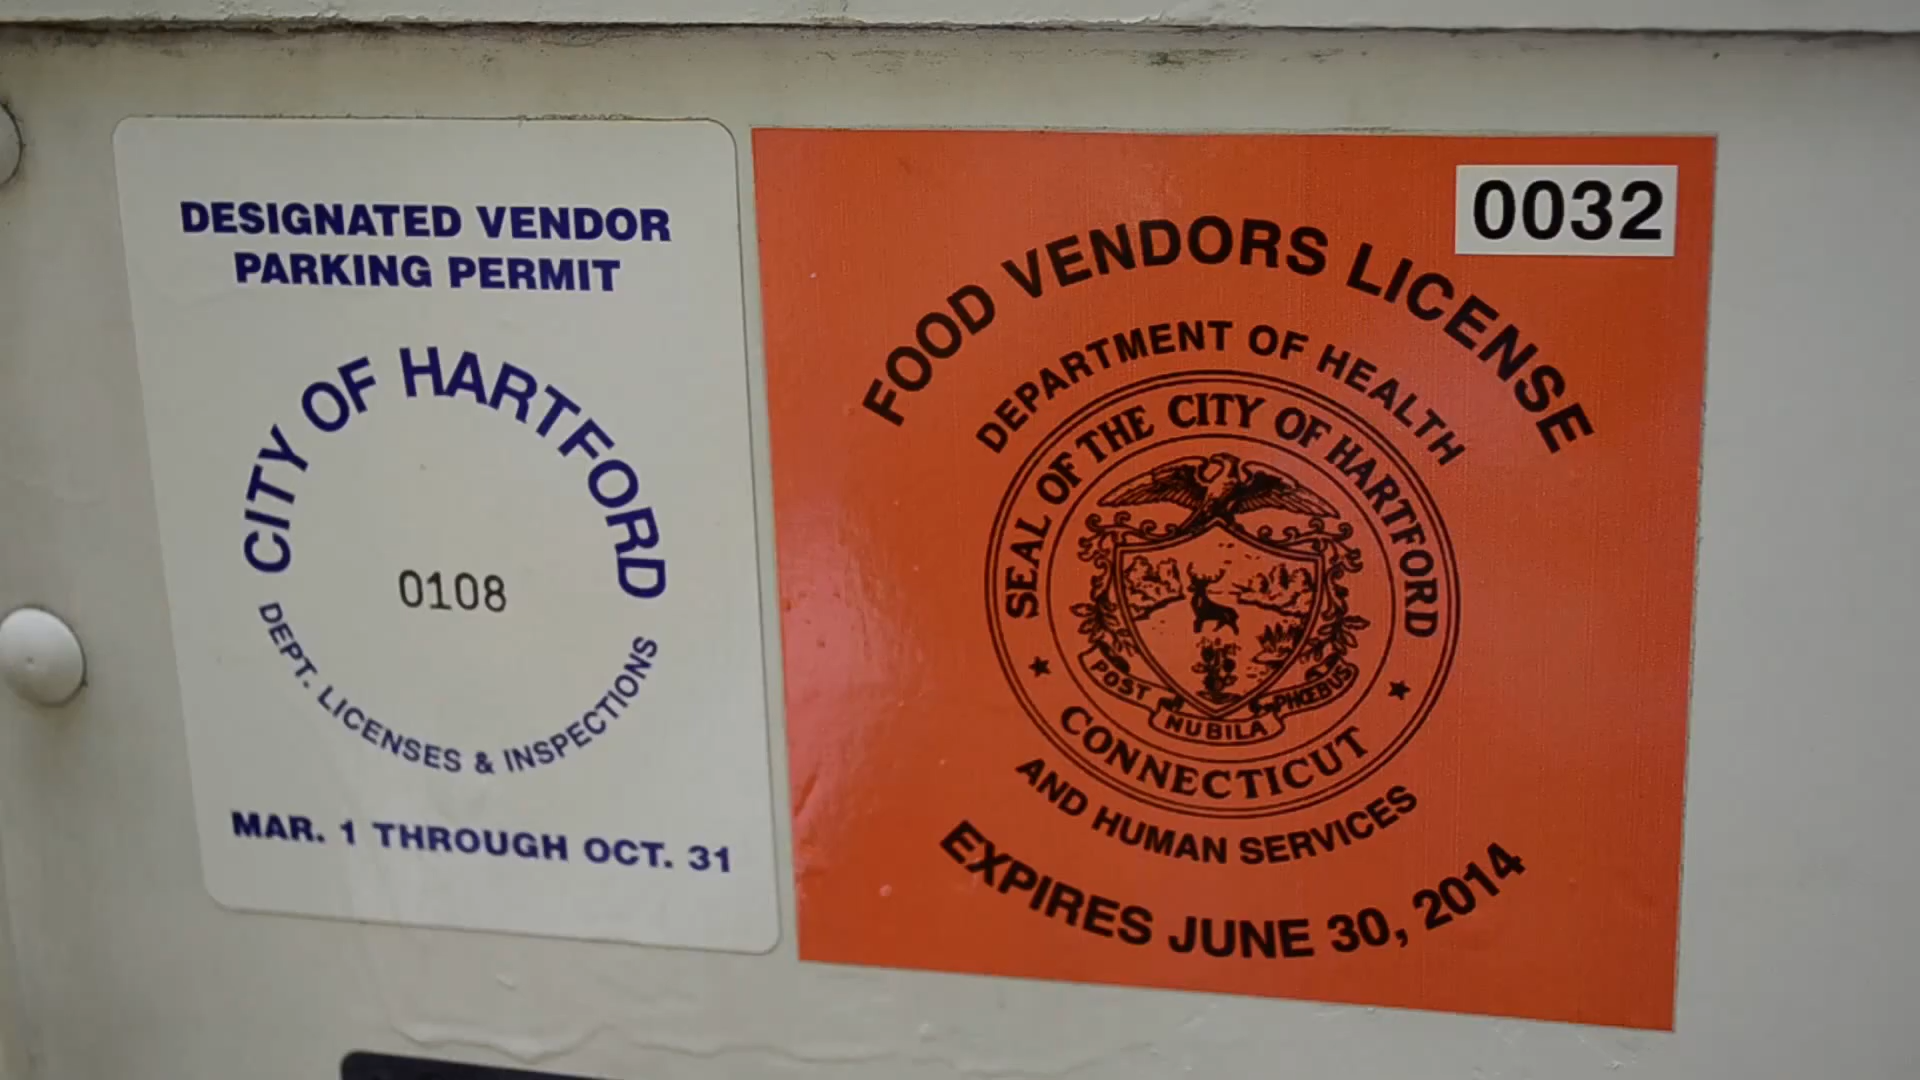 DESIGNATED VENDOR
PARKING PERMIT
CITY OF HARTFORD
0108
DEPT. LICENSES & INSPECTIONS
MAR. 1 THROUGH OCT. 31
0032
FOOD VENDORS LICENSE
DEPARTMENT OF HEALTH
SEAL OF THE CITY OF HARTFORD
POST NUBILA PHŒBUS
CONNECTICUT
AND HUMAN SERVICES
EXPIRES JUNE 30, 2014